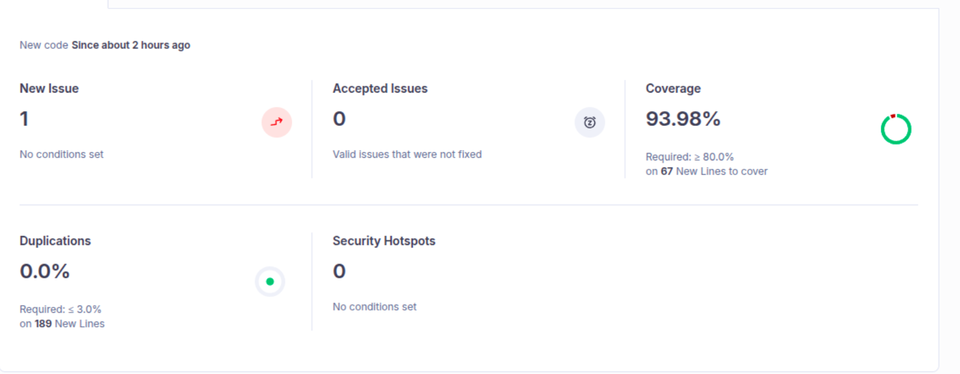 New code Since about 2 hours ago
New Issue
1
No conditions set
Accepted Issues
0
Valid issues that were not fixed
Coverage
93.98%
Required: ≥ 80.0%
on 67 New Lines to cover
Duplications
0.0%
Required: ≤ 3.0%
on 189 New Lines
Security Hotspots
0
No conditions set